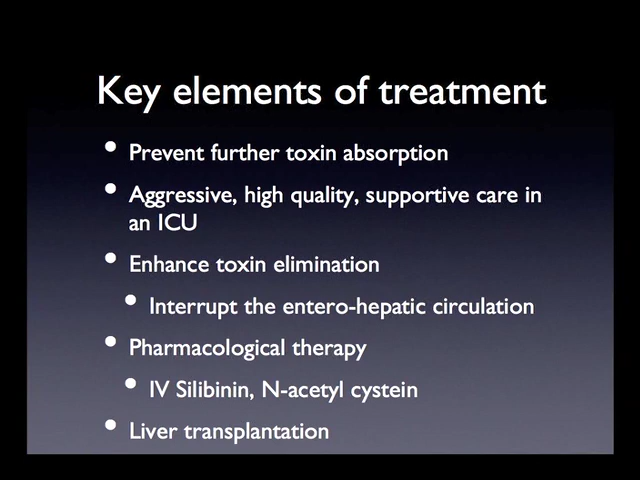 Key elements of treatment
• Prevent further toxin absorption
• Aggressive, high quality, supportive care in
an ICU
• Enhance toxin elimination
• Interrupt the entero-hepatic circulation
• Pharmacological therapy
• IV Silibinin, N-acetyl cystein
• Liver transplantation